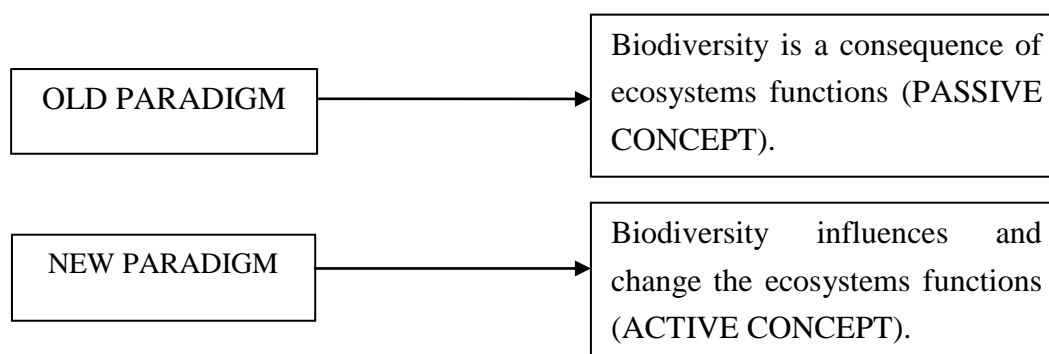 OLD PARADIGM
Biodiversity is a consequence of
ecosystems functions (PASSIVE
CONCEPT).
NEW PARADIGM
Biodiversity influences and
change the ecosystems functions
(ACTIVE CONCEPT).